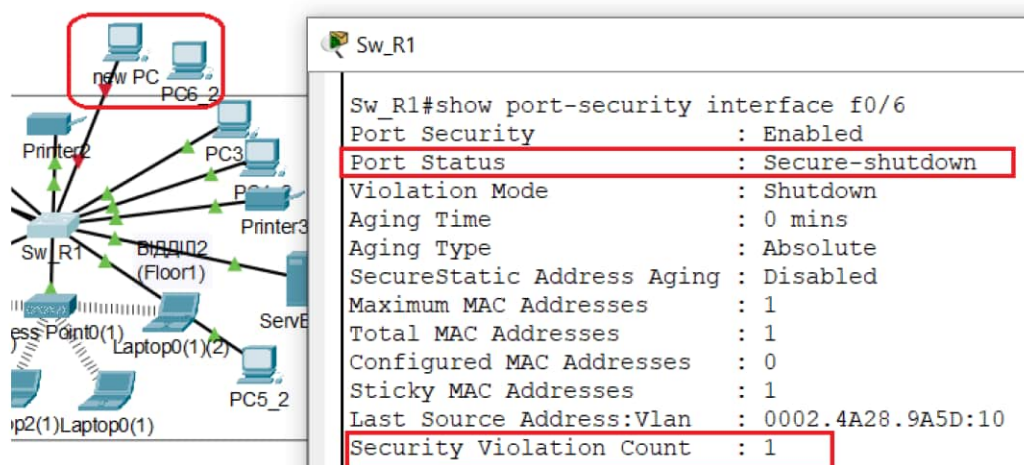 new PC
PC6_2
Printer2
PC3
Printer3
Sw_R1
ВІДДІЛ2
(Floor1)
ess Point0(1)
Laptop0(1)(2)
PC5_2
op2(1)
Laptop0(1)
Sw_R1
Sw_R1#show port-security interface f0/6
Port Security : Enabled
Port Status : Secure-shutdown
Violation Mode : Shutdown
Aging Time : 0 mins
Aging Type : Absolute
SecureStatic Address Aging : Disabled
Maximum MAC Addresses : 1
Total MAC Addresses : 1
Configured MAC Addresses : 0
Sticky MAC Addresses : 1
Last Source Address:Vlan : 0002.4A28.9A5D:10
Security Violation Count : 1